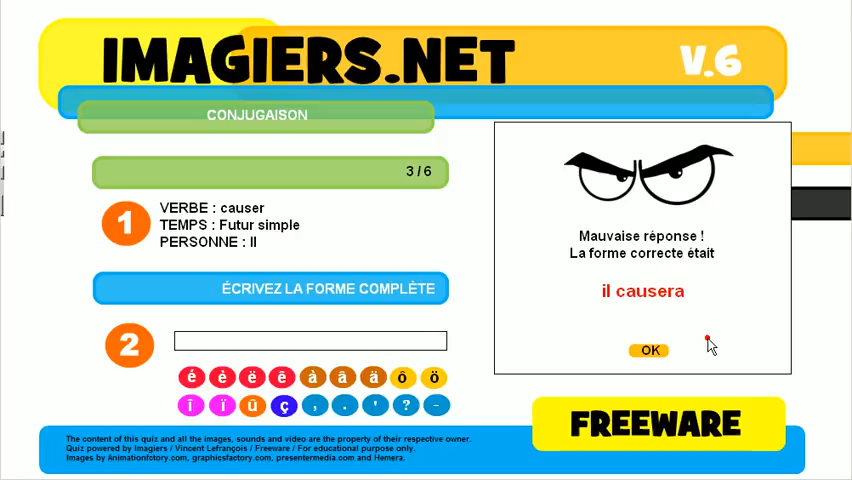 IMAGIERS.NET
V.6
CONJUGAISON
3 / 6
1
VERBE : causer
TEMPS : Futur simple
PERSONNE : Il
ÉCRIVEZ LA FORME COMPLÈTE
2
é è ë ê à â ä ô ö
î ï û ç , . ' ? -
Mauvaise réponse !
La forme correcte était
il causera
OK
FREEWARE
The content of this quiz and all the images, sounds and video are the property of their respective owner.
Quiz powered by Imagiers / Vincent Lefrançois / Freeware / For educational purpose only.
Images by Animationfctory.com, graphicsfactory.com, presentermedia.com and Hemera.